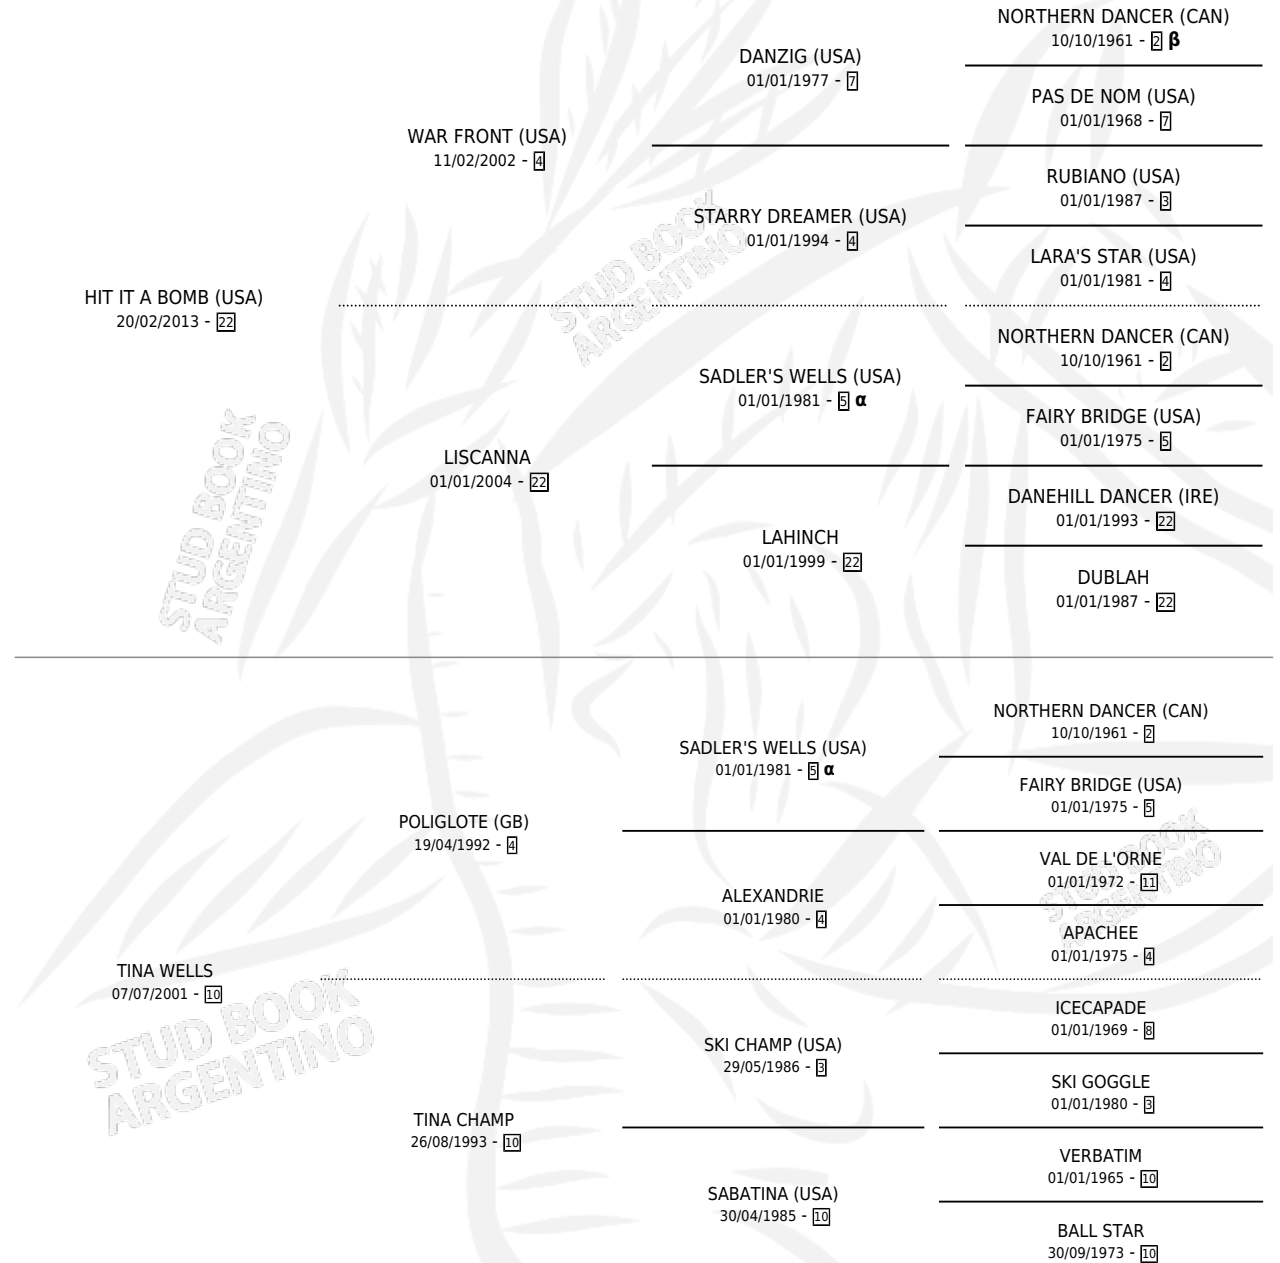 NORTHERN DANCER (CAN)
10/10/1961 - 2 β
DANZIG (USA)
01/01/1977 - 7
PAS DE NOM (USA)
01/01/1968 - 7
WAR FRONT (USA)
11/02/2002 - 4
RUBIANO (USA)
01/01/1987 - 3
STARRY DREAMER (USA)
01/01/1994 - 4
LARA'S STAR (USA)
01/01/1981 - 4
HIT IT A BOMB (USA)
20/02/2013 - 22
NORTHERN DANCER (CAN)
10/10/1961 - 2
SADLER'S WELLS (USA)
01/01/1981 - 5 α
FAIRY BRIDGE (USA)
01/01/1975 - 5
LISCANNA
01/01/2004 - 22
DANEHILL DANCER (IRE)
01/01/1993 - 22
LAHINCH
01/01/1999 - 22
DUBLAH
01/01/1987 - 22
NORTHERN DANCER (CAN)
10/10/1961 - 2
SADLER'S WELLS (USA)
01/01/1981 - 5 α
FAIRY BRIDGE (USA)
01/01/1975 - 5
POLIGLOTE (GB)
19/04/1992 - 4
VAL DE L'ORNE
01/01/1972 - 11
ALEXANDRIE
01/01/1980 - 4
APACHEE
01/01/1975 - 4
TINA WELLS
07/07/2001 - 10
ICECAPADE
01/01/1969 - 8
SKI CHAMP (USA)
29/05/1986 - 3
SKI GOGGLE
01/01/1980 - 3
TINA CHAMP
26/08/1993 - 10
VERBATIM
01/01/1965 - 10
SABATINA (USA)
30/04/1985 - 10
BALL STAR
30/09/1973 - 10
STUD BOOK
ARGENTINO
STUD BOOK
ARGENTINO
STUD BOOK
ARGENTINO
STUD BOOK
ARGENTINO